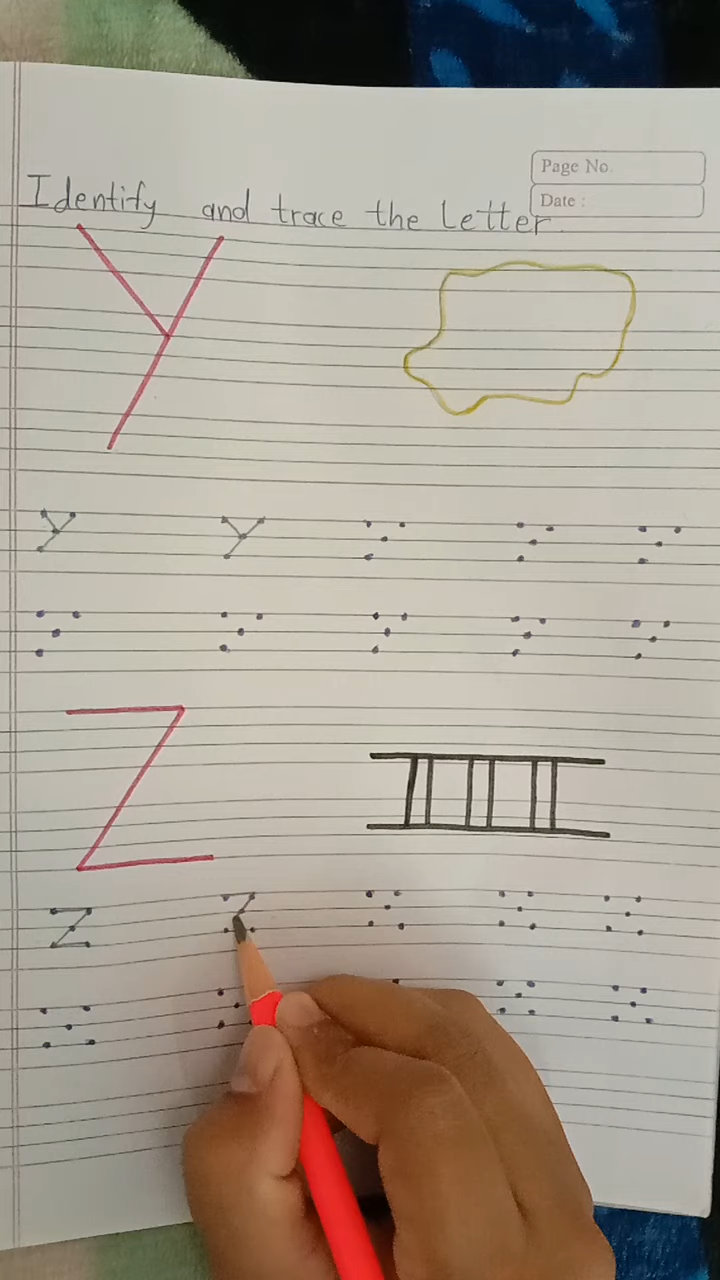 Page No.
Date :
Identify and trace the Letter
Y
y y
Z
z z